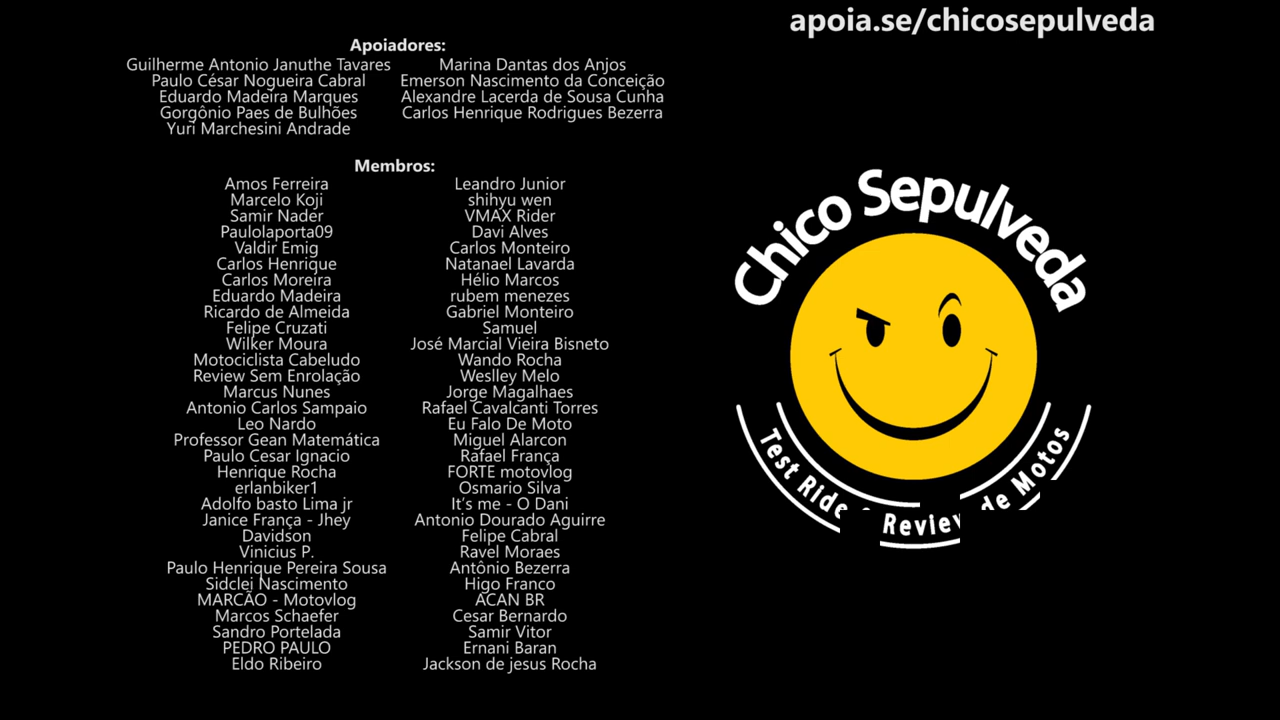 apoia.se/chicosepulveda
Apoiadores:
Guilherme Antonio Januthe Tavares
Paulo César Nogueira Cabral
Eduardo Madeira Marques
Gorgônio Paes de Bulhões
Yuri Marchesini Andrade
Marina Dantas dos Anjos
Emerson Nascimento da Conceição
Alexandre Lacerda de Sousa Cunha
Carlos Henrique Rodrigues Bezerra
Membros:
Amos Ferreira
Marcelo Koji
Samir Nader
Paulolaporta09
Valdir Emig
Carlos Henrique
Carlos Moreira
Eduardo Madeira
Ricardo de Almeida
Felipe Cruzati
Wilker Moura
Motociclista Cabeludo
Review Sem Enrolação
Marcus Nunes
Antonio Carlos Sampaio
Leo Nardo
Professor Gean Matemática
Paulo Cesar Ignacio
Henrique Rocha
erlanbiker1
Adolfo basto Lima jr
Janice França - Jhey
Davidson
Vinicius P.
Paulo Henrique Pereira Sousa
Sidclei Nascimento
MARCÃO - Motovlog
Marcos Schaefer
Sandro Portelada
PEDRO PAULO
Eldo Ribeiro
Leandro Junior
shihyu wen
VMAX Rider
Davi Alves
Carlos Monteiro
Natanael Lavarda
Hélio Marcos
rubem menezes
Gabriel Monteiro
Samuel
José Marcial Vieira Bisneto
Wando Rocha
Weslley Melo
Jorge Magalhaes
Rafael Cavalcanti Torres
Eu Falo De Moto
Miguel Alarcon
Rafael França
FORTE motovlog
Osmario Silva
It's me - O Dani
Antonio Dourado Aguirre
Felipe Cabral
Ravel Moraes
Antônio Bezerra
Higo Franco
ACAN BR
Cesar Bernardo
Samir Vitor
Ernani Baran
Jackson de jesus Rocha
Chico Sepulveda
Test Ride Review de Motos